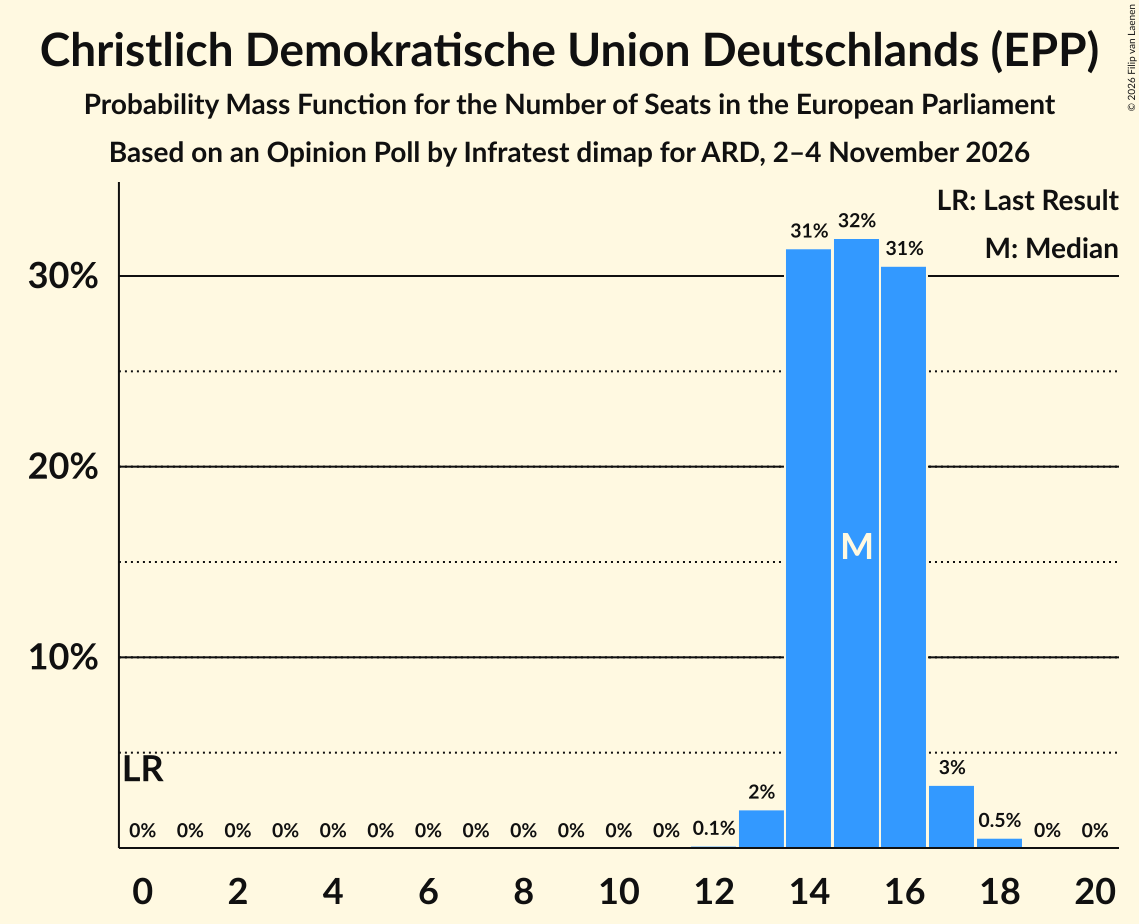 Christlich Demokratische Union Deutschlands (EPP)
Probability Mass Function for the Number of Seats in the European Parliament
Based on an Opinion Poll by Infratest dimap for ARD, 2–4 November 2026
© 2026 Filip van Laenen
LR: Last Result
M: Median
30%
20%
10%
LR
M
0% 0% 0% 0% 0% 0% 0% 0% 0% 0% 0% 0% 0.1% 2% 31% 32% 31% 3% 0.5% 0% 0%
0 2 4 6 8 10 12 14 16 18 20